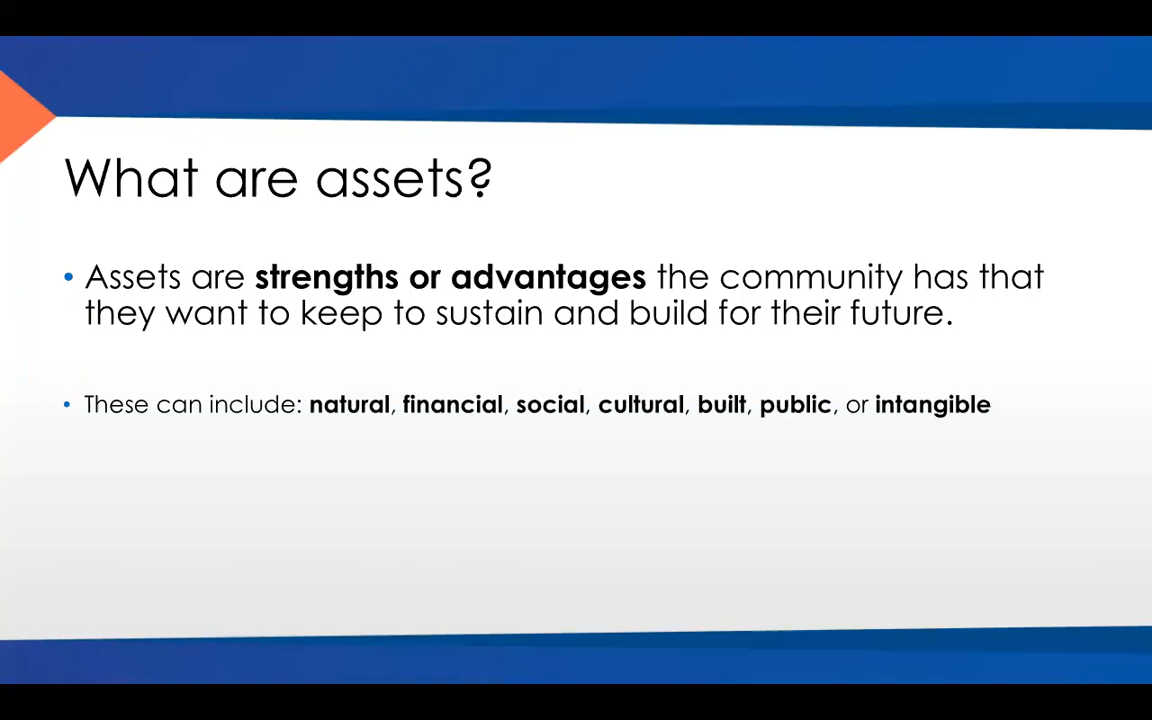 What are assets?
• Assets are strengths or advantages the community has that
they want to keep to sustain and build for their future.
• These can include: natural, financial, social, cultural, built, public, or intangible